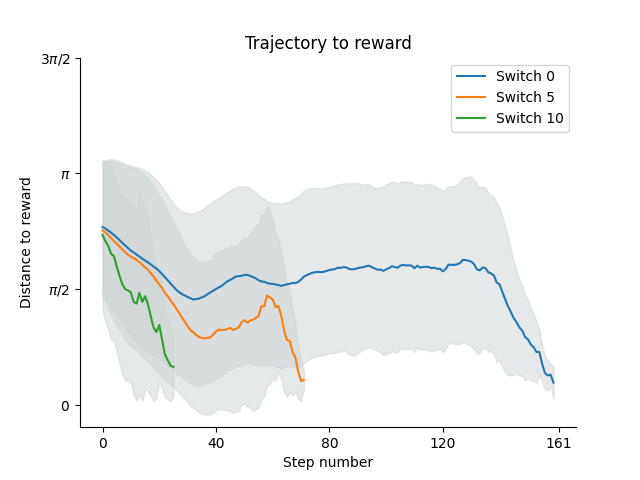 Trajectory to reward
3π/2
π
π/2
0
Distance to reward
Switch 0
Switch 5
Switch 10
0 40 80 120 161
Step number